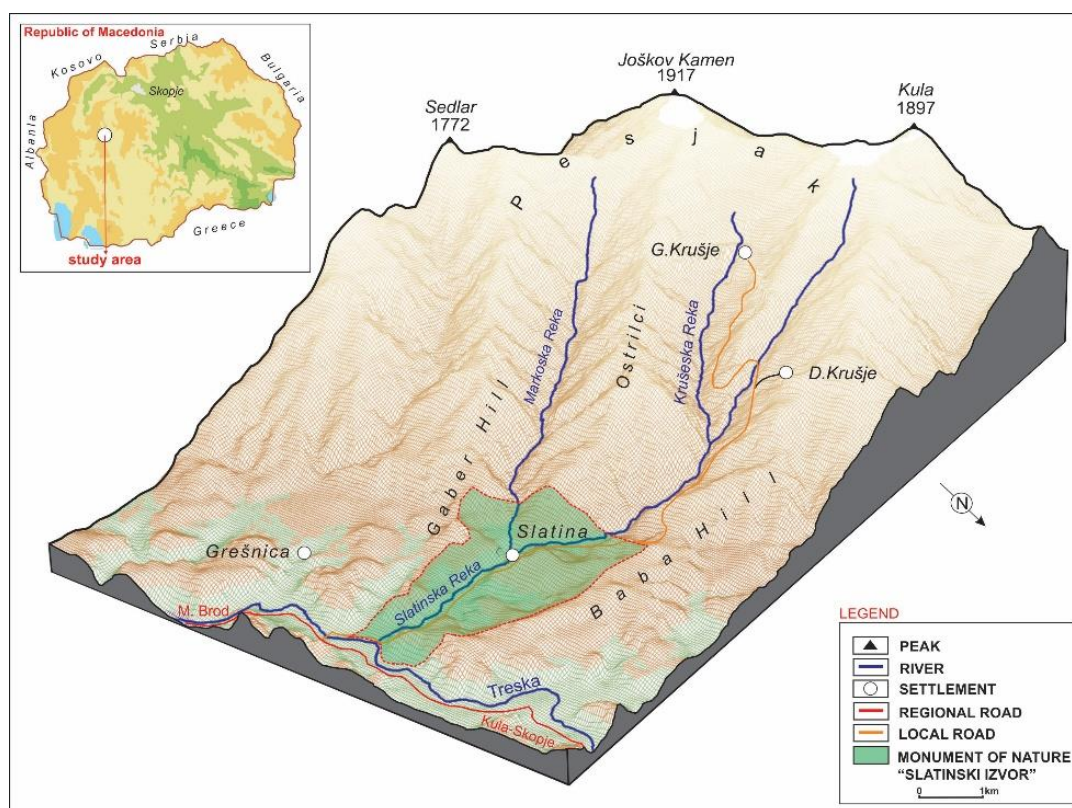 Republic of Macedonia
Serbia
Kosovo
Bulgaria
Skopje
Albania
Greece
study area
Joškov Kamen
1917
Sedlar
1772
Kula
1897
Pesjak
G.Krušje
D.Krušje
Markoska Reka
Ostrilci
Krušeska Reka
Gaber Hill
Baba Hill
Slatina
Grešnica
Slatinska Reka
M. Brod
Treska
Kula-Skopje
N
LEGEND
PEAK
RIVER
SETTLEMENT
REGIONAL ROAD
LOCAL ROAD
MONUMENT OF NATURE
“SLATINSKI IZVOR”
0 1km